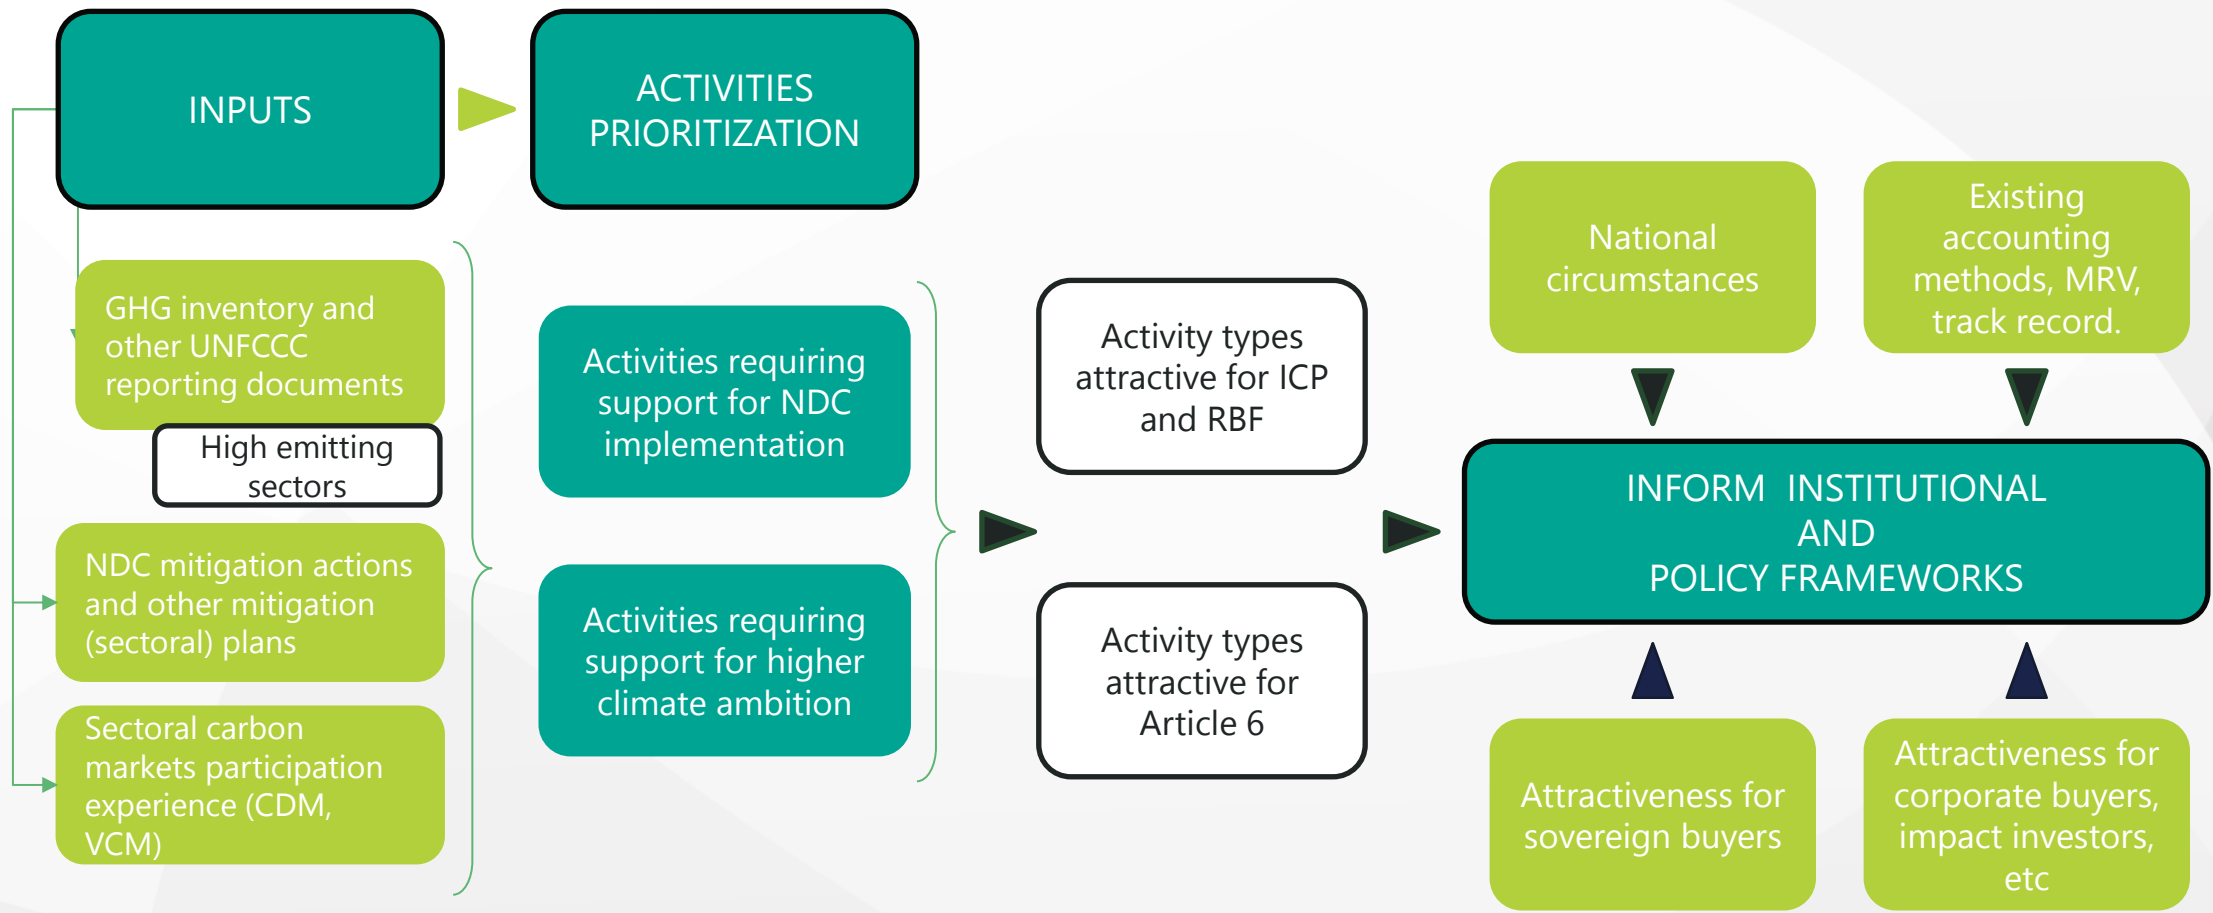 INPUTS
ACTIVITIES
PRIORITIZATION
GHG inventory and
other UNFCCC
reporting documents
High emitting
sectors
NDC mitigation actions
and other mitigation
(sectoral) plans
Sectoral carbon
markets participation
experience (CDM,
VCM)
Activities requiring
support for NDC
implementation
Activities requiring
support for higher
climate ambition
Activity types
attractive for ICP
and RBF
Activity types
attractive for
Article 6
National
circumstances
Existing
accounting
methods, MRV,
track record.
INFORM  INSTITUTIONAL
AND
POLICY FRAMEWORKS
Attractiveness for
sovereign buyers
Attractiveness for
corporate buyers,
impact investors,
etc